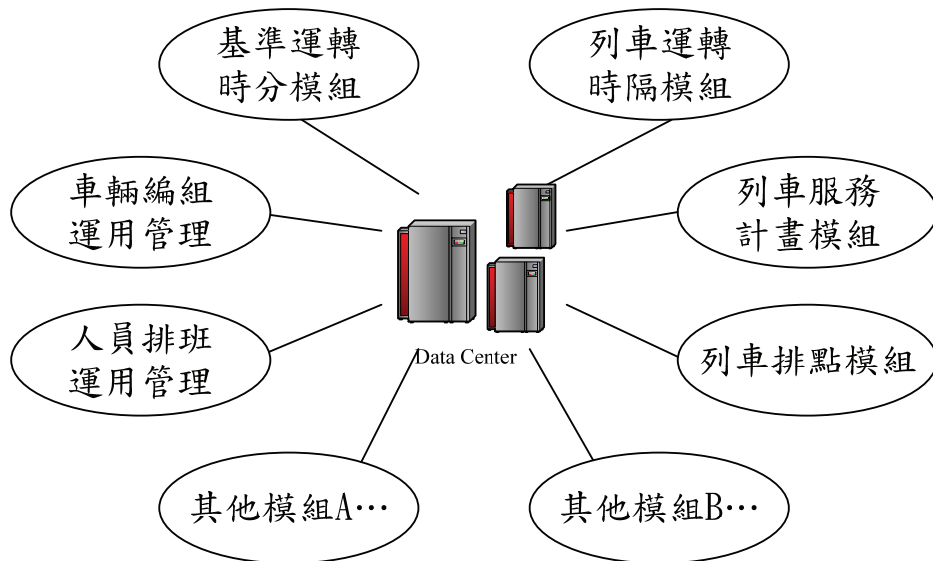 基準運轉
時分模組
列車運轉
時隔模組
車輛編組
運用管理
列車服務
計畫模組
人員排班
運用管理
Data Center
列車排點模組
其他模組A⋯
其他模組B⋯